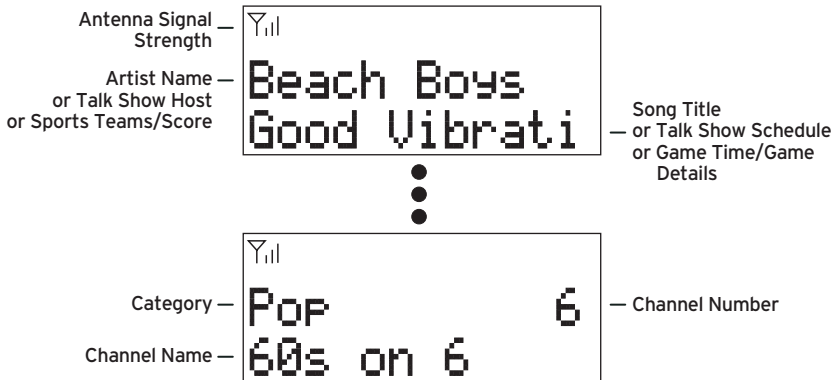 Antenna Signal
Strength
Artist Name
or Talk Show Host
or Sports Teams/Score
Beach Boys
Good Vibrati
Song Title
or Talk Show Schedule
or Game Time/Game
Details
Category
Pop 6
Channel Number
Channel Name
60s on 6